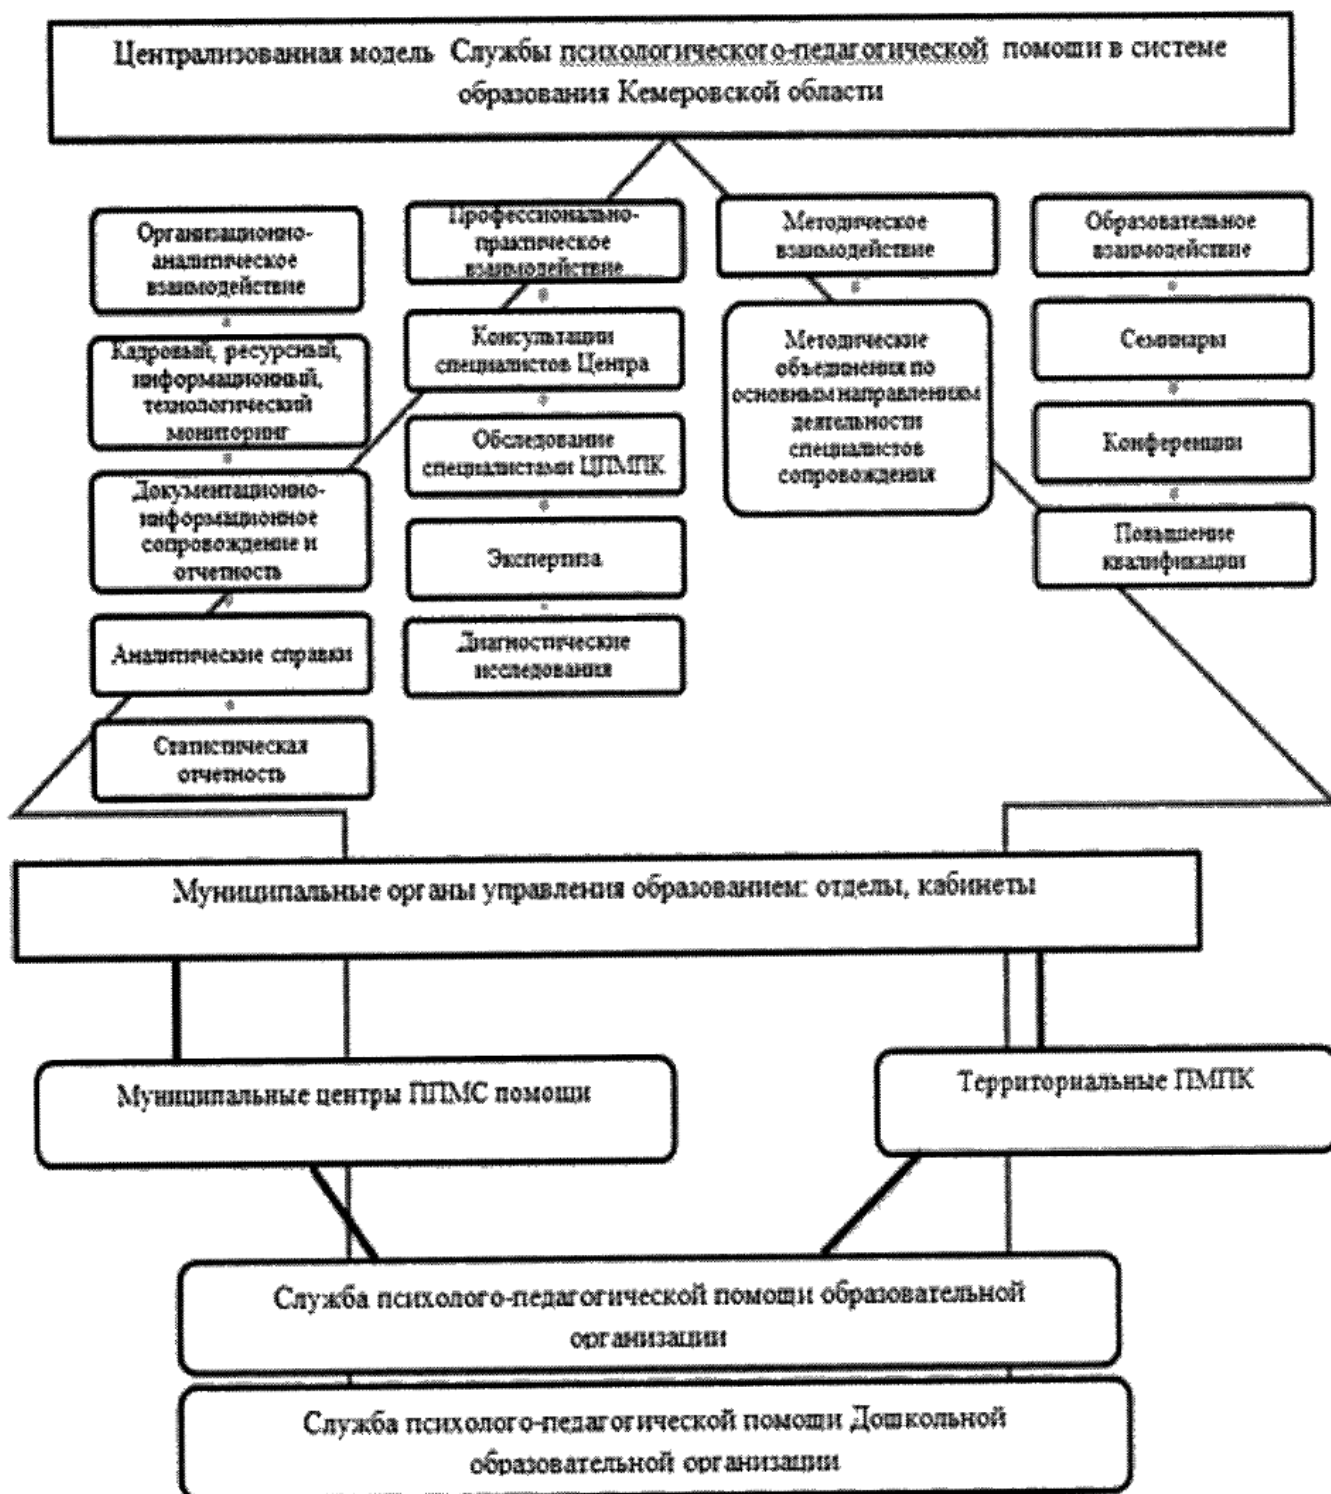 Централизованная модель Службы психологического-педагогической помощи в системе
образования Кемеровской области
Организационно-
аналитическое
взаимодействие
Кадровый, ресурсный,
информационный,
технологический
мониторинг
Документационно-
информационное
сопровождение и
отчетность
Аналитические справки
Статистическая
отчетность
Профессионально-
практическое
взаимодействие
Консультации
специалистов Центра
Обследование
специалистами ЦПМПК
Экспертиза
Диагностические
исследования
Методическое
взаимодействие
Методические
объединения по
основным направлениям
деятельности
специалистов
сопровождения
Образовательное
взаимодействие
Семинары
Конференции
Повышение
квалификации
Муниципальные органы управления образованием: отделы, кабинеты
Муниципальные центры ППМС помощи
Территориальные ПМПК
Служба психолого-педагогической помощи образовательной
организации
Служба психолого-педагогической помощи Дошкольной
образовательной организации